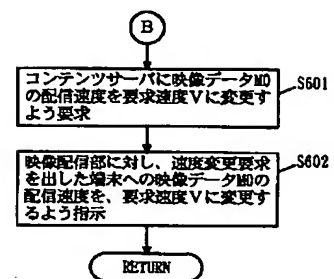 B
コンテンツサーバに映像データM0
の配信速度を要求速度Vに変更す
よう要求
S601
映像配信部に対し、速度変更要求
を出した端末への映像データM0の
配信速度を、要求速度Vに変更す
るよう指示
S602
RETURN